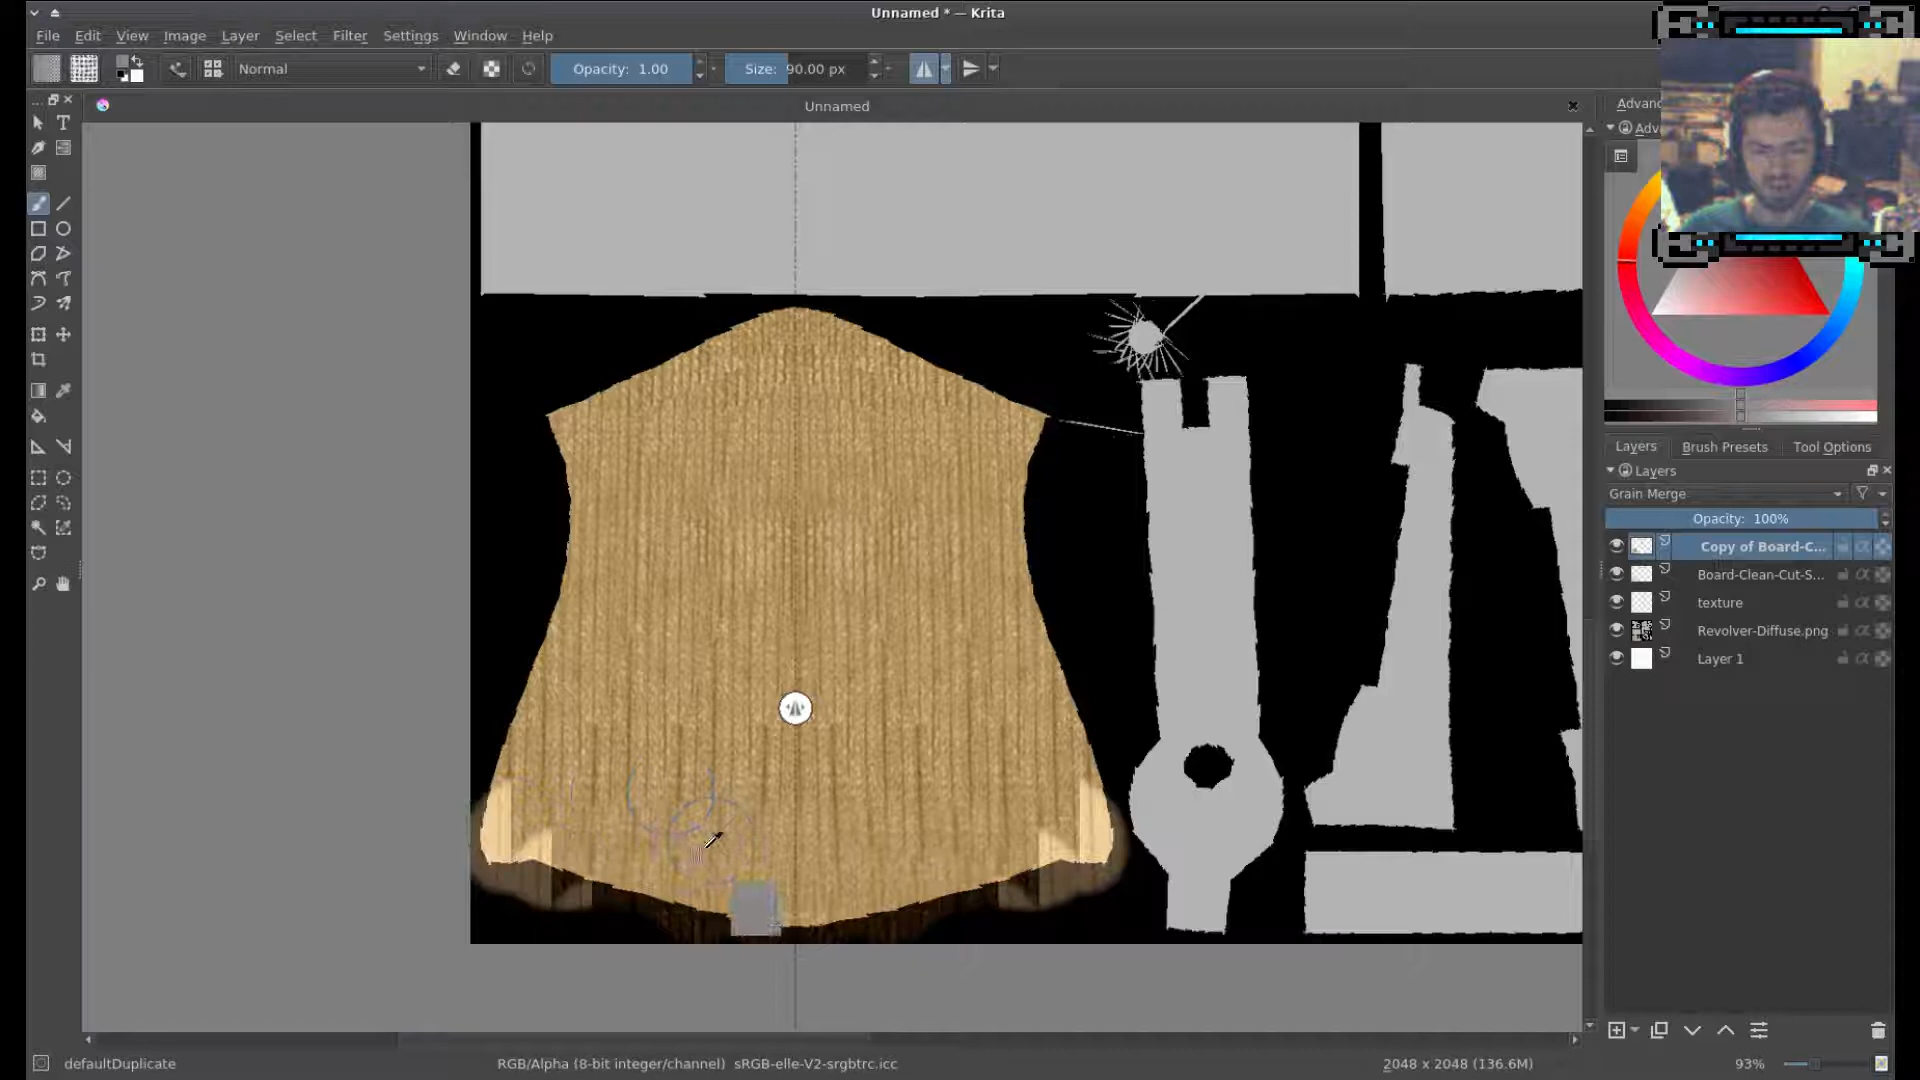 Unnamed * — Krita
File Edit View Image Layer Select Filter Settings Window Help
Normal
Opacity: 1.00
Size: 90.00 px
Unnamed
Advan
Adv
Layers Brush Presets Tool Options
Layers
Grain Merge
Opacity: 100%
Copy of Board-C...
Board-Clean-Cut-S...
texture
Revolver-Diffuse.png
Layer 1
defaultDuplicate
RGB/Alpha (8-bit integer/channel) sRGB-elle-V2-srgbtrc.icc
2048 x 2048 (136.6M)
93%